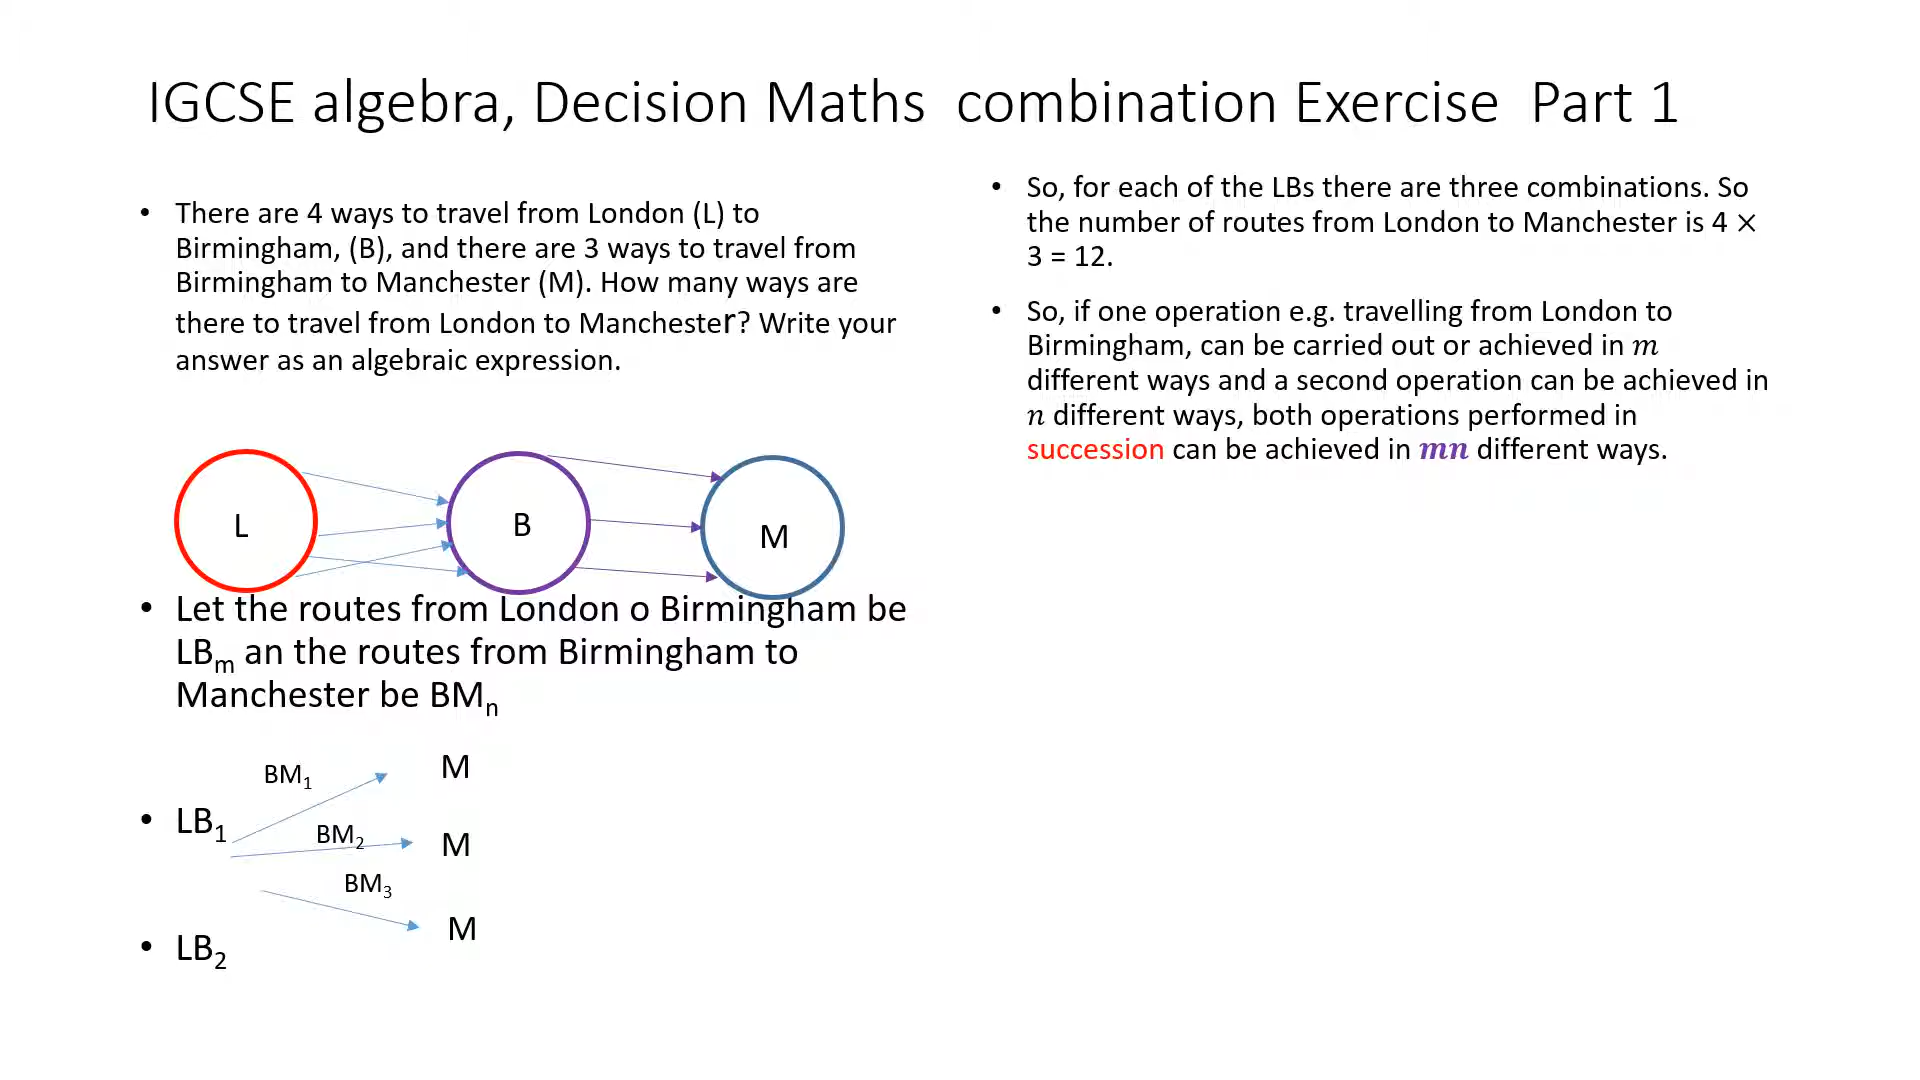 IGCSE algebra, Decision Maths combination Exercise Part 1
• There are 4 ways to travel from London (L) to
Birmingham, (B), and there are 3 ways to travel from
Birmingham to Manchester (M). How many ways are
there to travel from London to Manchester? Write your
answer as an algebraic expression.
L
B
M
• Let the routes from London o Birmingham be
LBₘ an the routes from Birmingham to
Manchester be BMₙ
BM₁
M
• LB₁
BM₂
M
BM₃
M
• LB₂
• So, for each of the LBs there are three combinations. So
the number of routes from London to Manchester is 4 ×
3 = 12.
• So, if one operation e.g. travelling from London to
Birmingham, can be carried out or achieved in m
different ways and a second operation can be achieved in
n different ways, both operations performed in
succession can be achieved in mn different ways.